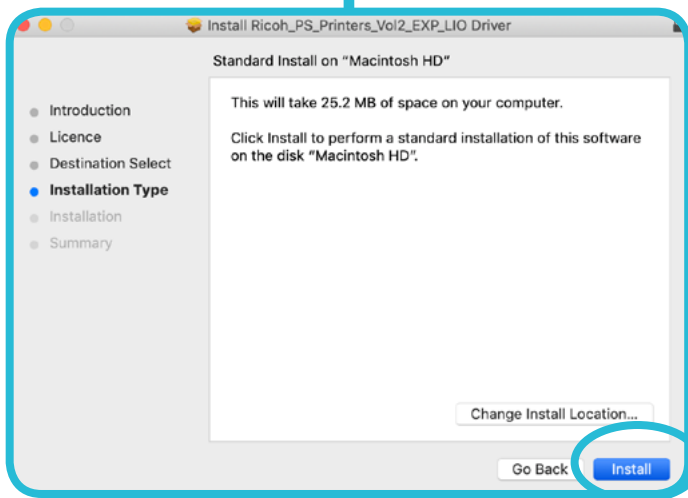 Install Ricoh_PS_Printers_Vol2_EXP_LIO Driver
Standard Install on "Macintosh HD"
Introduction
Licence
Destination Select
Installation Type
Installation
Summary
This will take 25.2 MB of space on your computer.
Click Install to perform a standard installation of this software
on the disk "Macintosh HD".
Change Install Location...
Go Back
Install